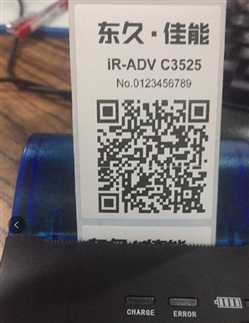 东久·佳能
iR-ADV C3525
No.0123456789
CHARGE
ERROR